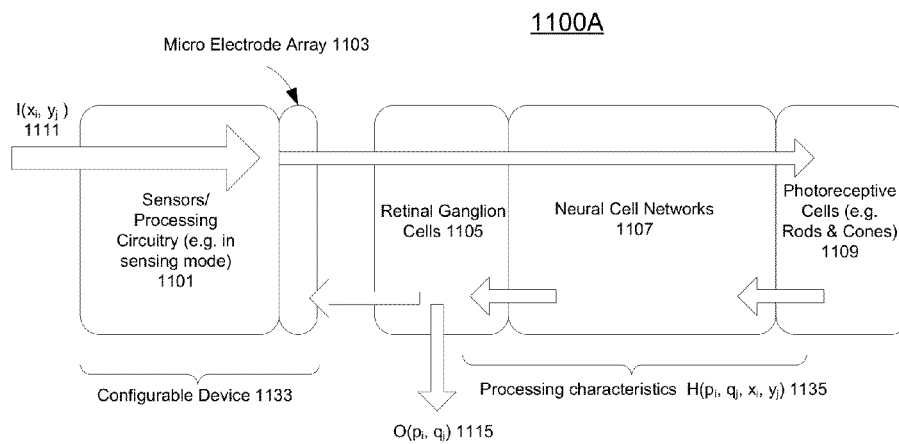 1100A
Micro Electrode Array 1103
I(xᵢ, yⱼ )
1111
Sensors/
Processing
Circuitry (e.g. in
sensing mode)
1101
Retinal Ganglion
Cells 1105
Neural Cell Networks
1107
Photoreceptive
Cells (e.g.
Rods & Cones)
1109
Configurable Device 1133
Processing characteristics H(pᵢ, qⱼ, xᵢ, yⱼ) 1135
O(pᵢ, qⱼ) 1115